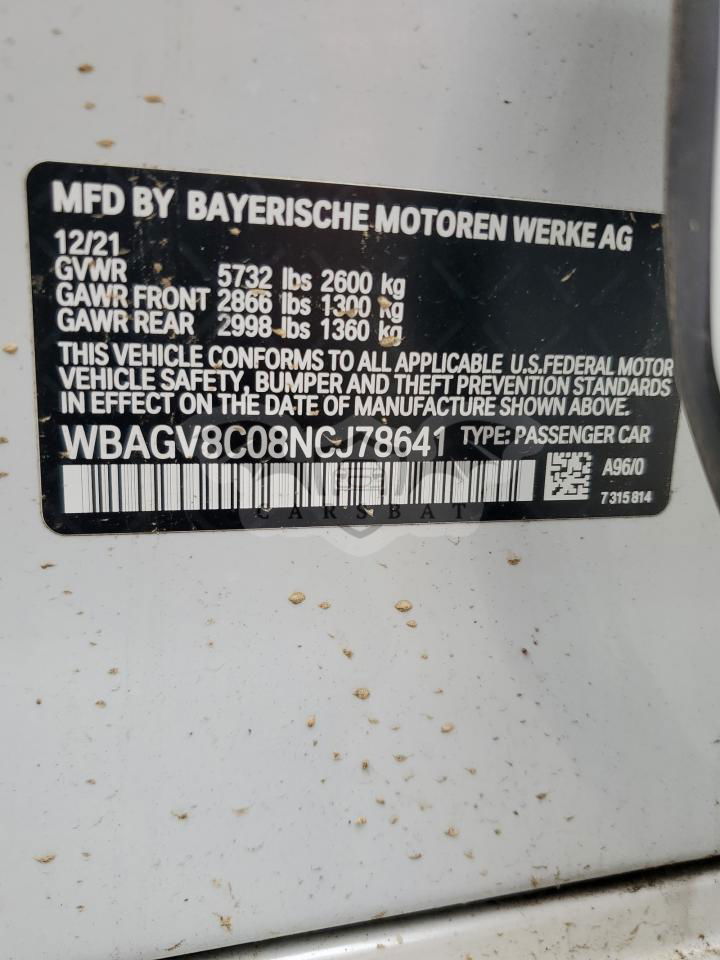 MFD BY BAYERISCHE MOTOREN WERKE AG
12/21
GVWR 5732 lbs 2600 kg
GAWR FRONT 2866 lbs 1300 kg
GAWR REAR 2998 lbs 1360 kg
THIS VEHICLE CONFORMS TO ALL APPLICABLE U.S.FEDERAL MOTOR
VEHICLE SAFETY, BUMPER AND THEFT PREVENTION STANDARDS
IN EFFECT ON THE DATE OF MANUFACTURE SHOWN ABOVE.
WBAGV8C08NCJ78641 TYPE: PASSENGER CAR
A96/0
7 315 814
CARSBAT